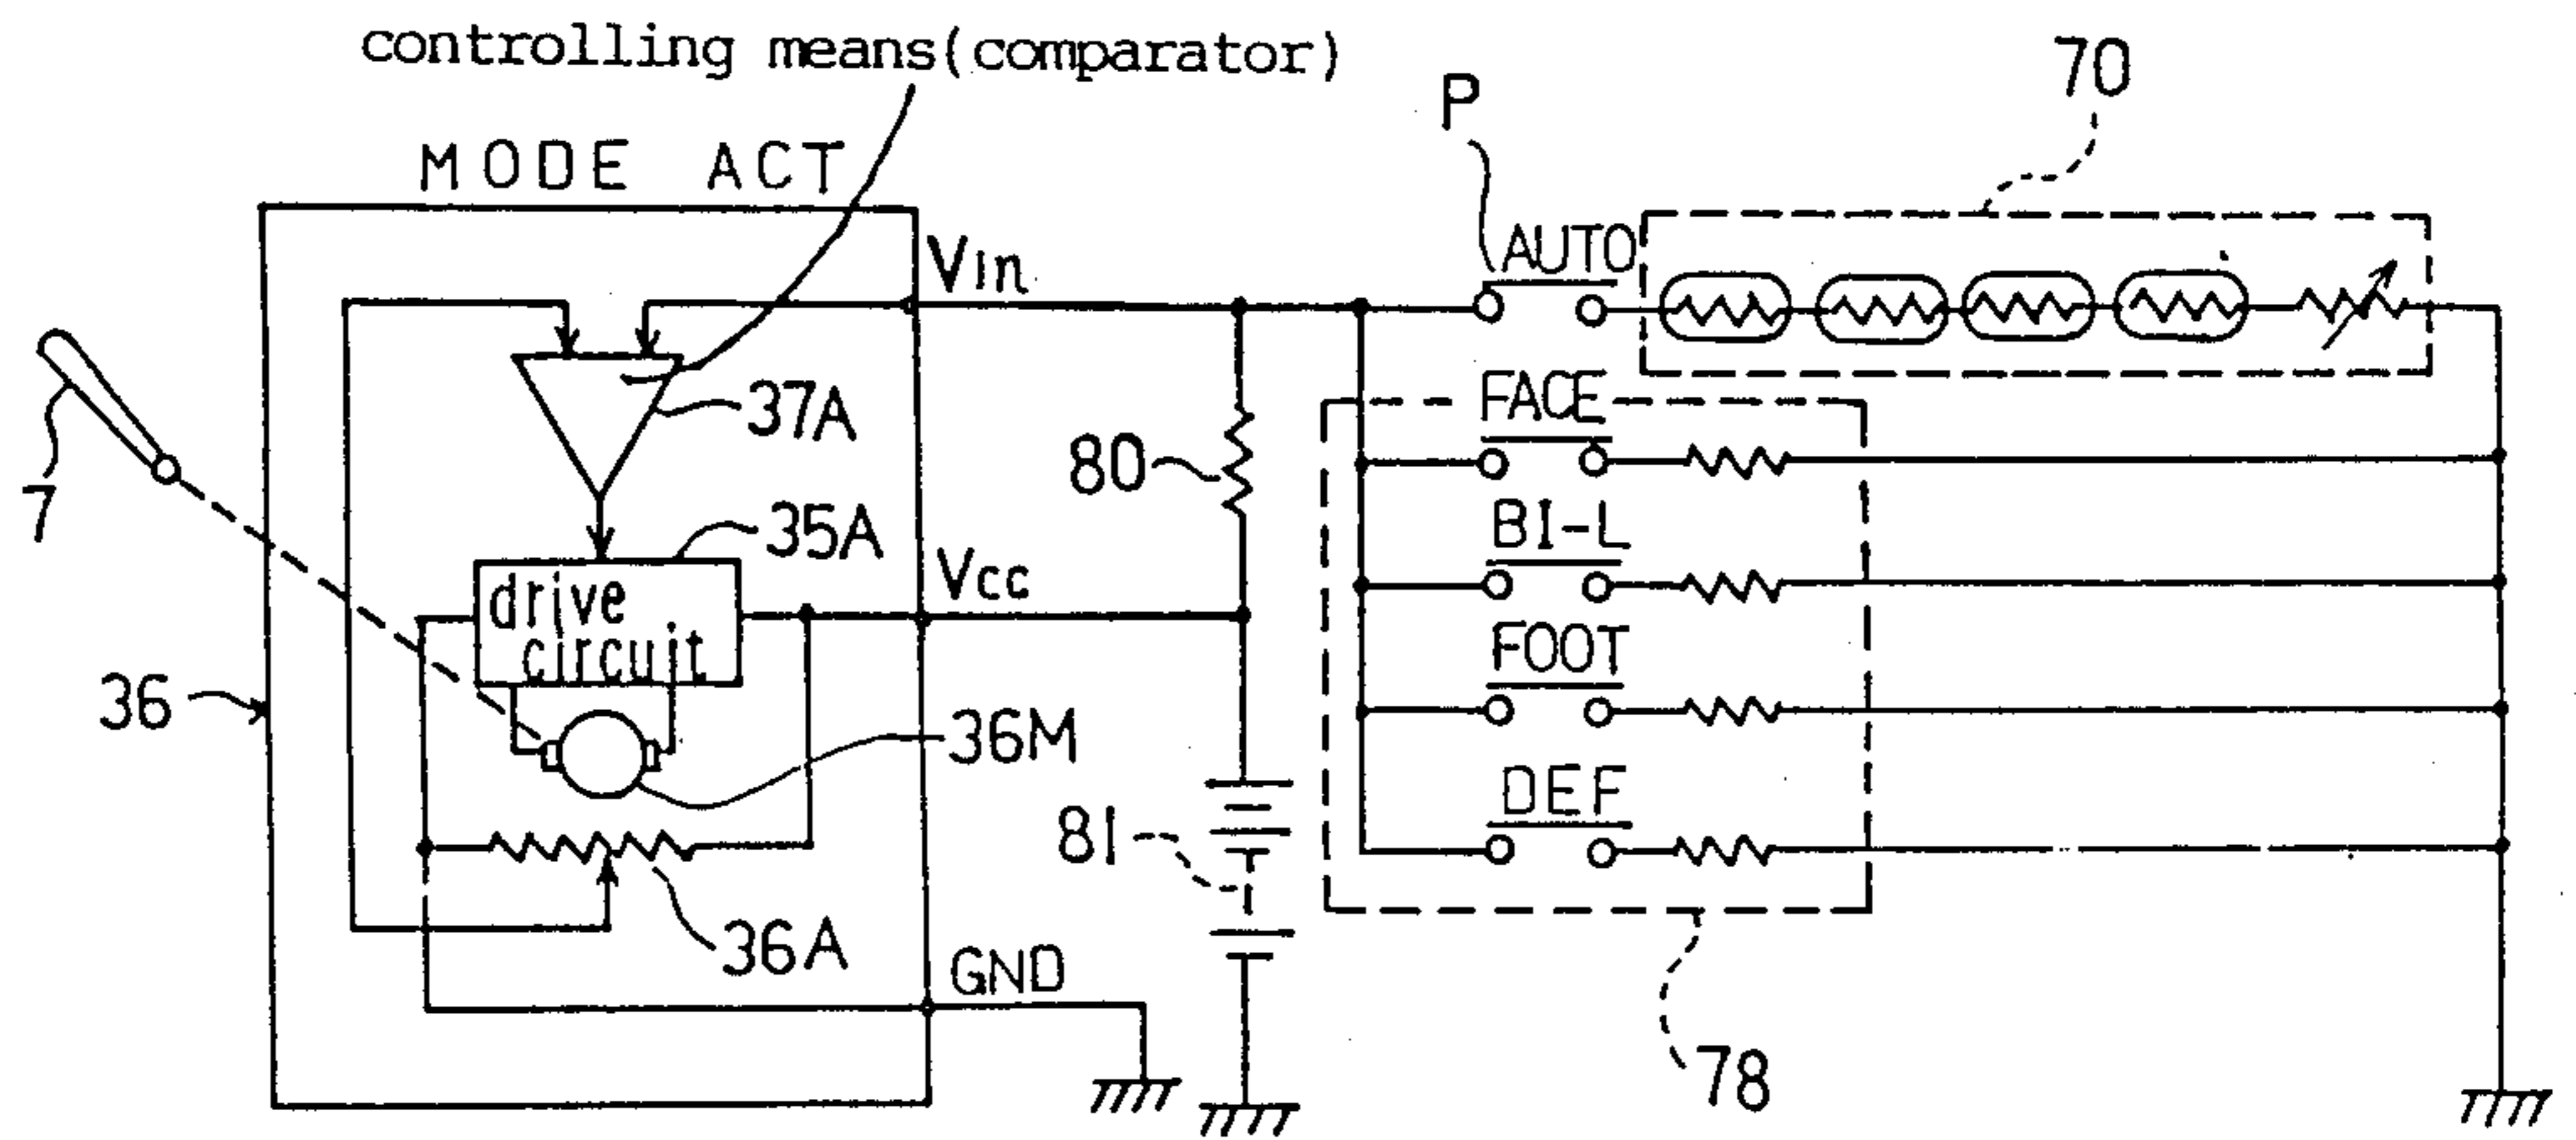 controlling means(comparator)
70
P
MODE ACT
AUTO
Vin
FACE
37A
80
7
BI-L
35A
Vcc
drive
circuit
FOOT
36
36M
DEF
81
36A
GND
78